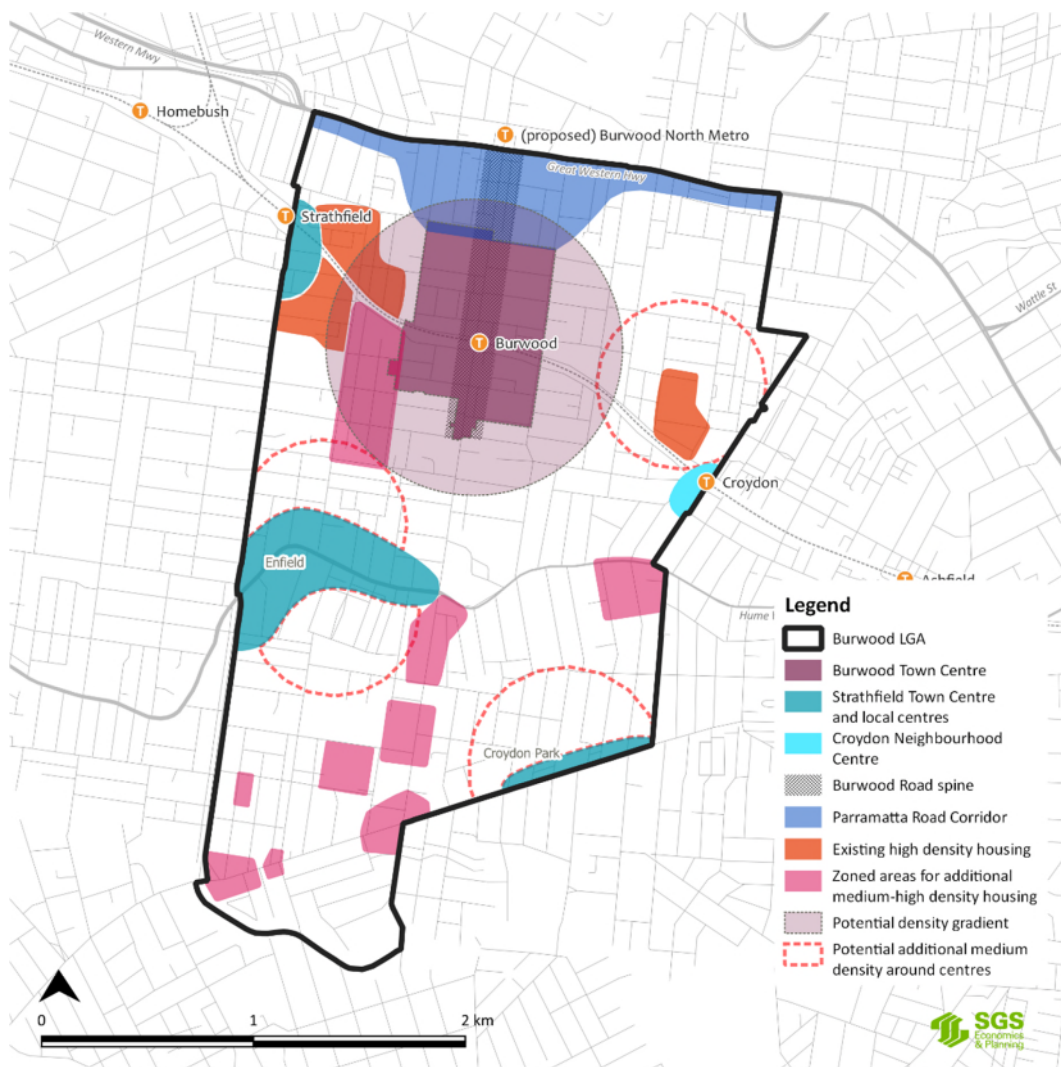 Western Mwy
T Homebush
T (proposed) Burwood North Metro
Great Western Hwy
T Strathfield
Wattle St
T Burwood
T Croydon
Enfield
T Ashfield
Hume
Croydon Park
Legend
Burwood LGA
Burwood Town Centre
Strathfield Town Centre
and local centres
Croydon Neighbourhood
Centre
Burwood Road spine
Parramatta Road Corridor
Existing high density housing
Zoned areas for additional
medium-high density housing
Potential density gradient
Potential additional medium
density around centres
0 1 2 km
SGS
Economics
& Planning